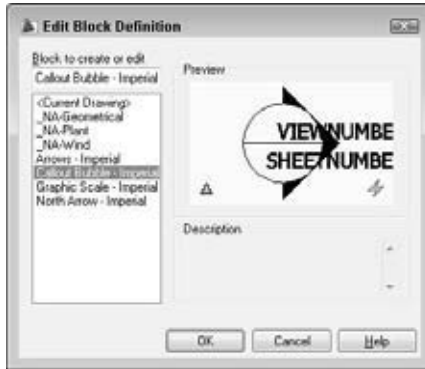 Edit Block Definition
Block to create or edit
Callout Bubble - Imperial
<Current Drawing>
_NA-Geometrical
_NA-Plant
_NA-Wind
Arrows - Imperial
Callout Bubble - Imperial
Graphic Scale - Imperial
North Arrow - Imperial
Preview
VIEWNUMBE
SHEETNUMBE
Description
OK
Cancel
Help